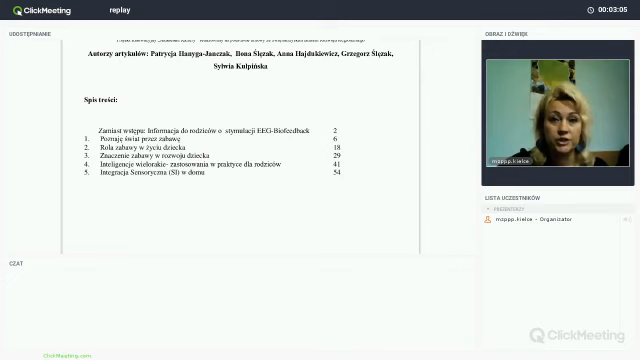 ClickMeeting
replay
00:03:05
UDOSTĘPNIANIE
OBRAZ I DŹWIĘK
Autorzy artykułów: Patrycja Hanyga-Janczak, Ilona Ślęzak, Anna Hajdukiewicz, Grzegorz Ślęzak,
Sylwia Kulpińska
Spis treści:
Zamiast wstępu: Informacja do rodziców o stymulacji EEG-Biofeedback 2
1. Poznaję świat przez zabawę 6
2. Rola zabawy w życiu dziecka 18
3. Znaczenie zabawy w rozwoju dziecka 29
4. Inteligencje wielorakie- zastosowania w praktyce dla rodziców 41
5. Integracja Sensoryczna (SI) w domu 54
mzppp.kielce
LISTA UCZESTNIKÓW
PREZENTERZY
mzppp.kielce - Organizator
CZAT
ClickMeeting
ClickMeeting.com